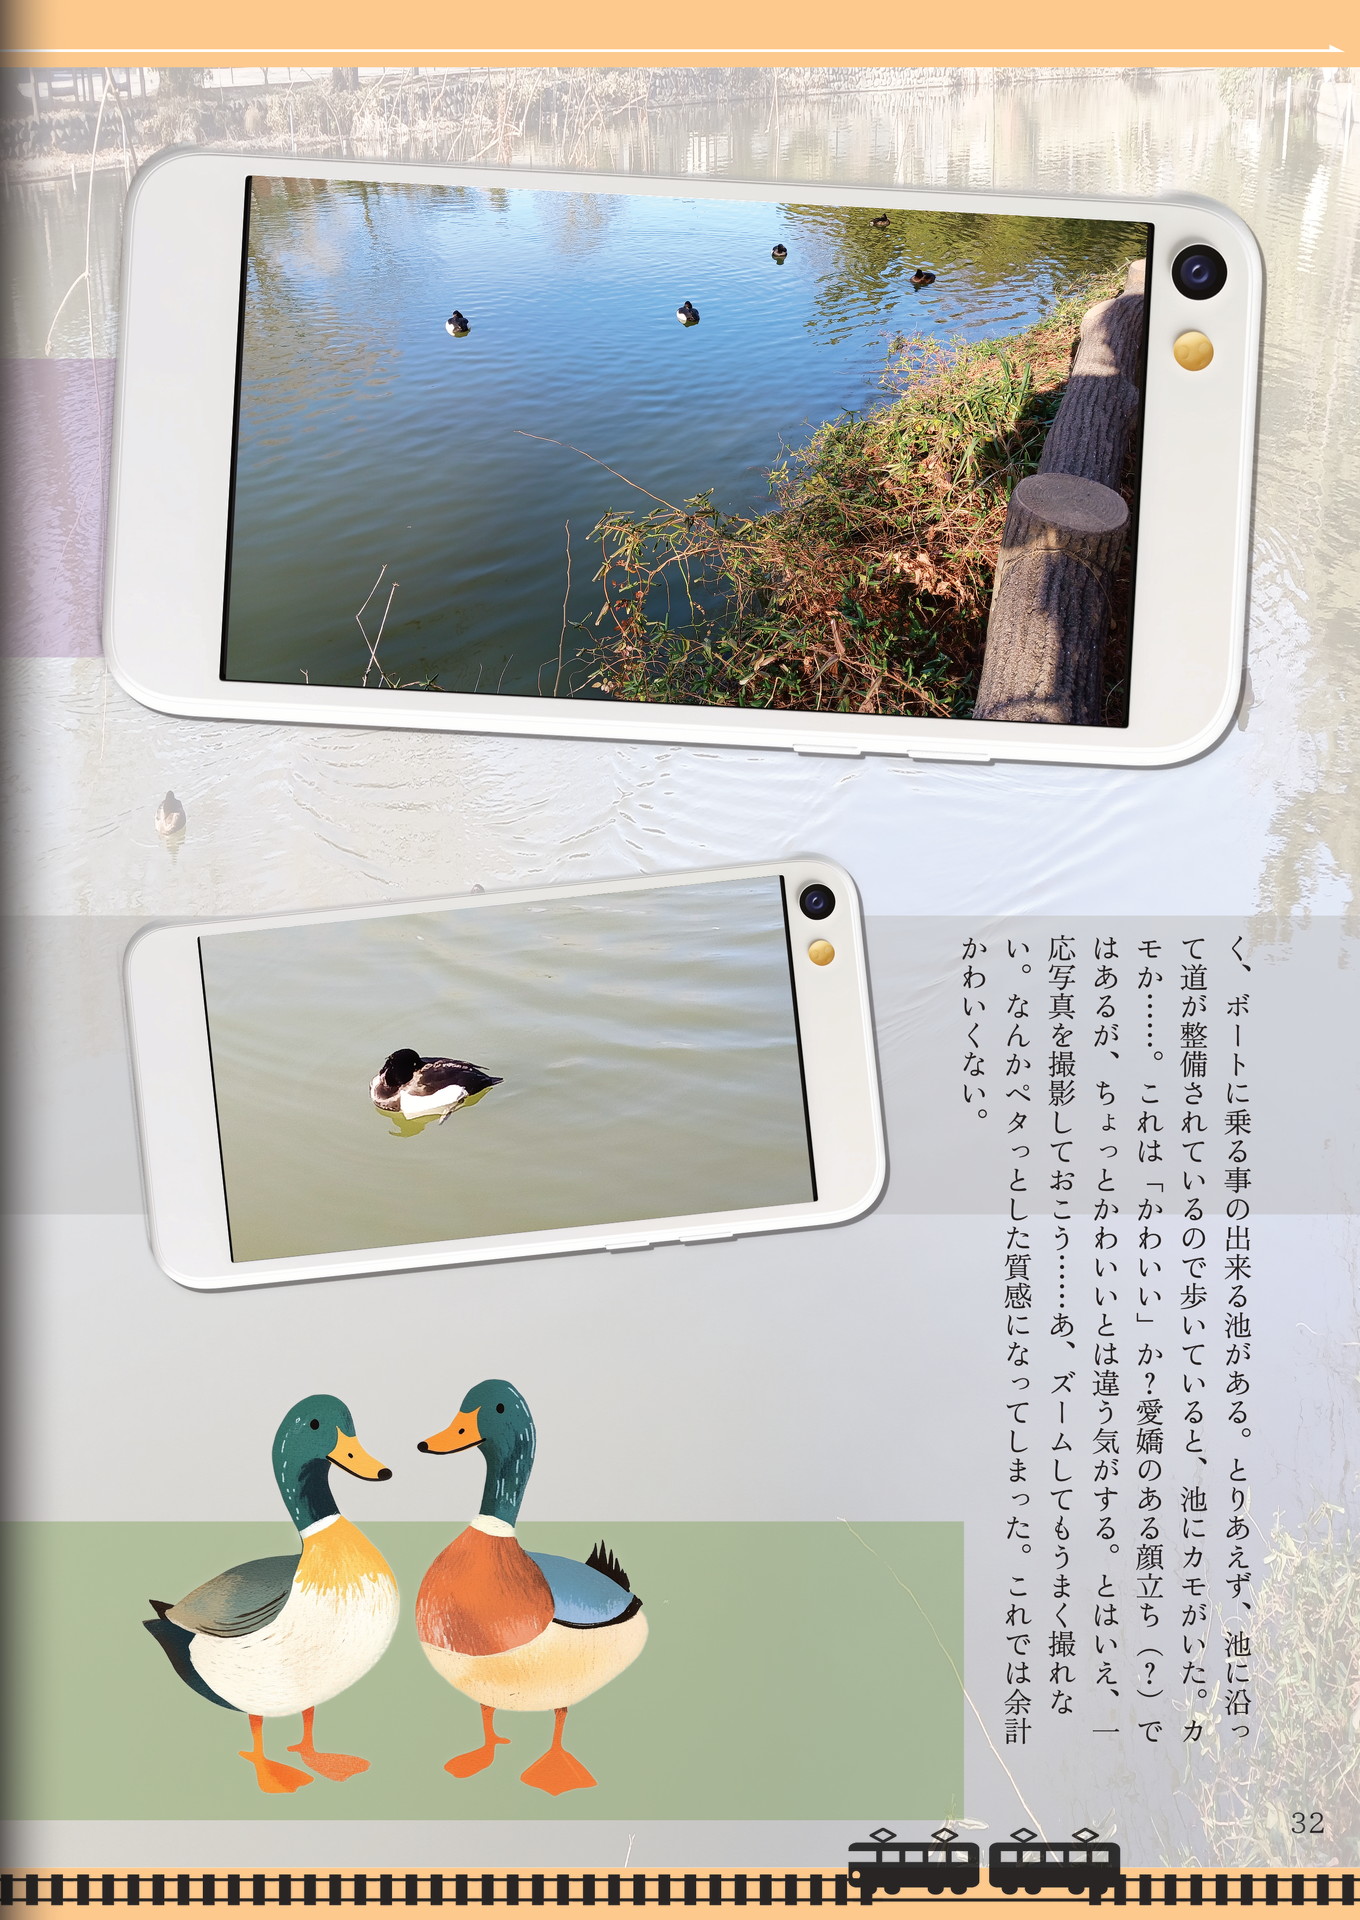 く、ボートに乗る事の出来る池がある。とりあえず、池に沿っ
て道が整備されているので歩いていると、池にカモがいた。カ
モか……。これは「かわいい」か？愛嬌のある顔立ち（？）で
はあるが、ちょっとかわいいとは違う気がする。とはいえ、一
応写真を撮影しておこう……あ、ズームしてもうまく撮れな
い。なんかペタっとした質感になってしまった。これでは余計
かわいくない。
32